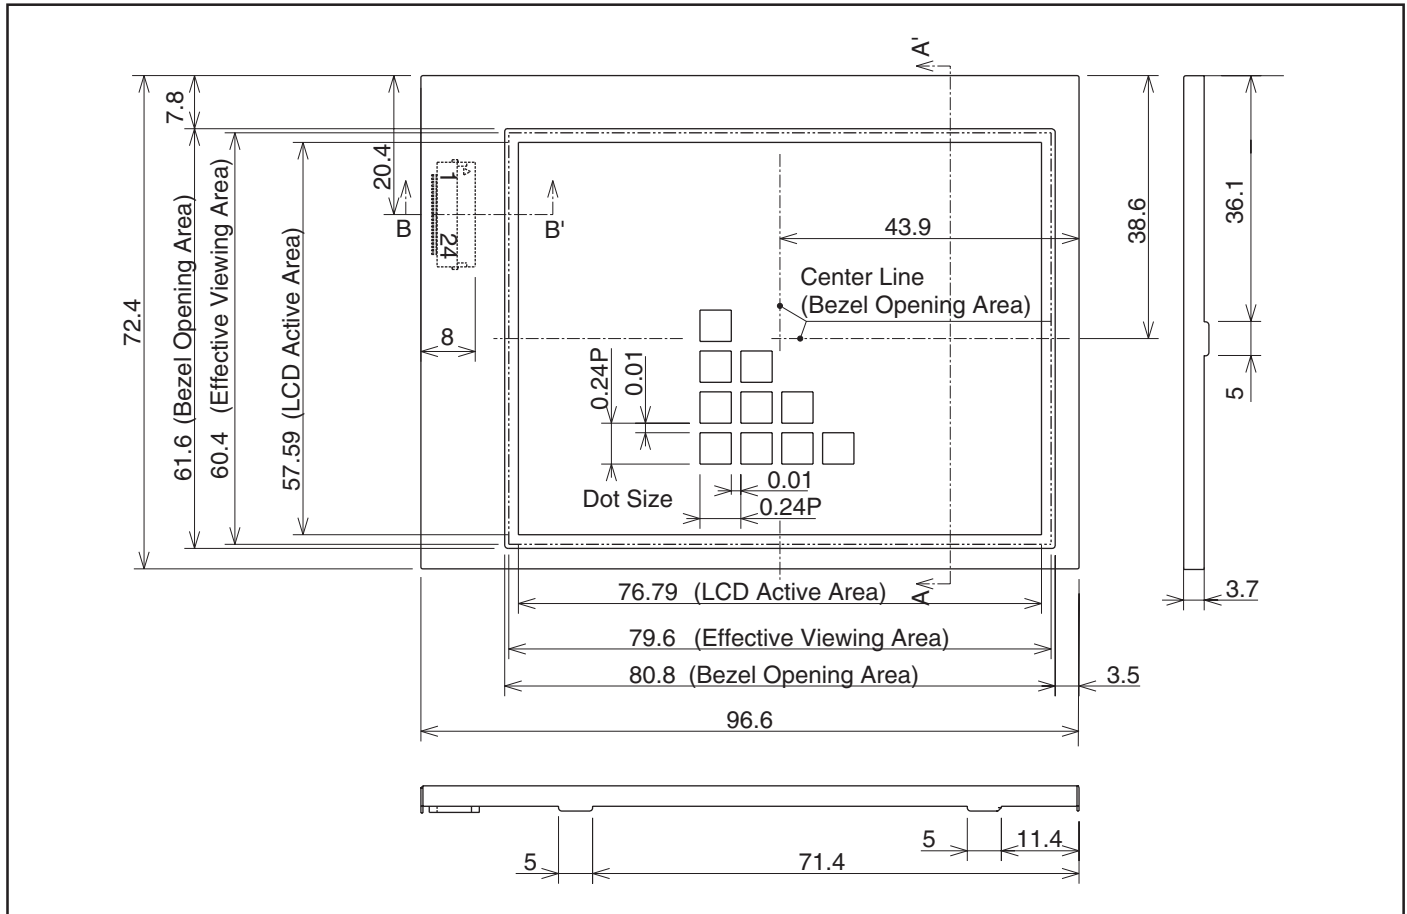 A'
7.8
20.4
1
24
B
B'
43.9
38.6
36.1
Center Line
(Bezel Opening Area)
72.4
61.6 (Bezel Opening Area)
60.4 (Effective Viewing Area)
57.59 (LCD Active Area)
8
0.24P
0.01
5
Dot Size
0.01
0.24P
A
76.79 (LCD Active Area)
3.7
79.6 (Effective Viewing Area)
80.8 (Bezel Opening Area)
3.5
96.6
5
71.4
5
11.4